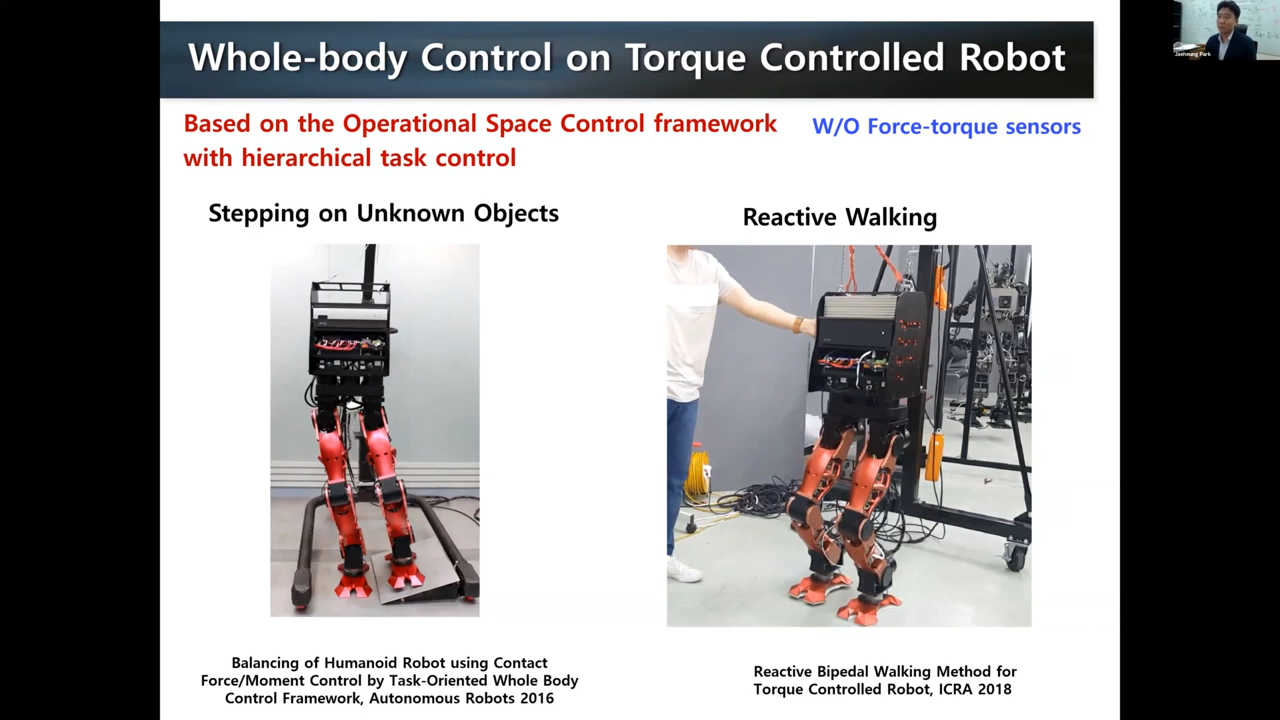 Whole-body Control on Torque Controlled Robot
Jaeheung Park
Based on the Operational Space Control framework
with hierarchical task control
W/O Force-torque sensors
Stepping on Unknown Objects
Reactive Walking
Balancing of Humanoid Robot using Contact
Force/Moment Control by Task-Oriented Whole Body
Control Framework, Autonomous Robots 2016
Reactive Bipedal Walking Method for
Torque Controlled Robot, ICRA 2018